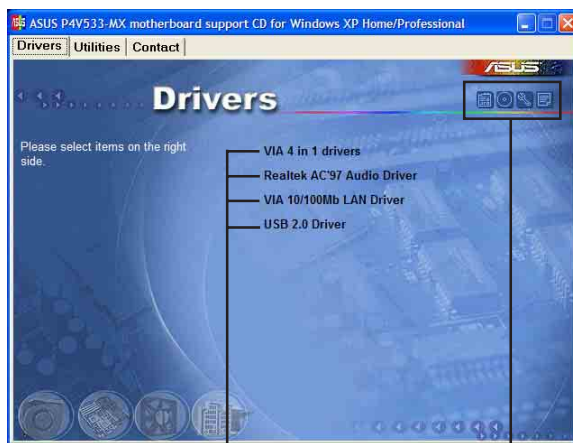 ASUS P4V533-MX motherboard support CD for Windows XP Home/Professional
Drivers Utilities Contact
ASUS
Drivers
Please select items on the right
side.
VIA 4 in 1 drivers
Realtek AC'97 Audio Driver
VIA 10/100Mb LAN Driver
USB 2.0 Driver